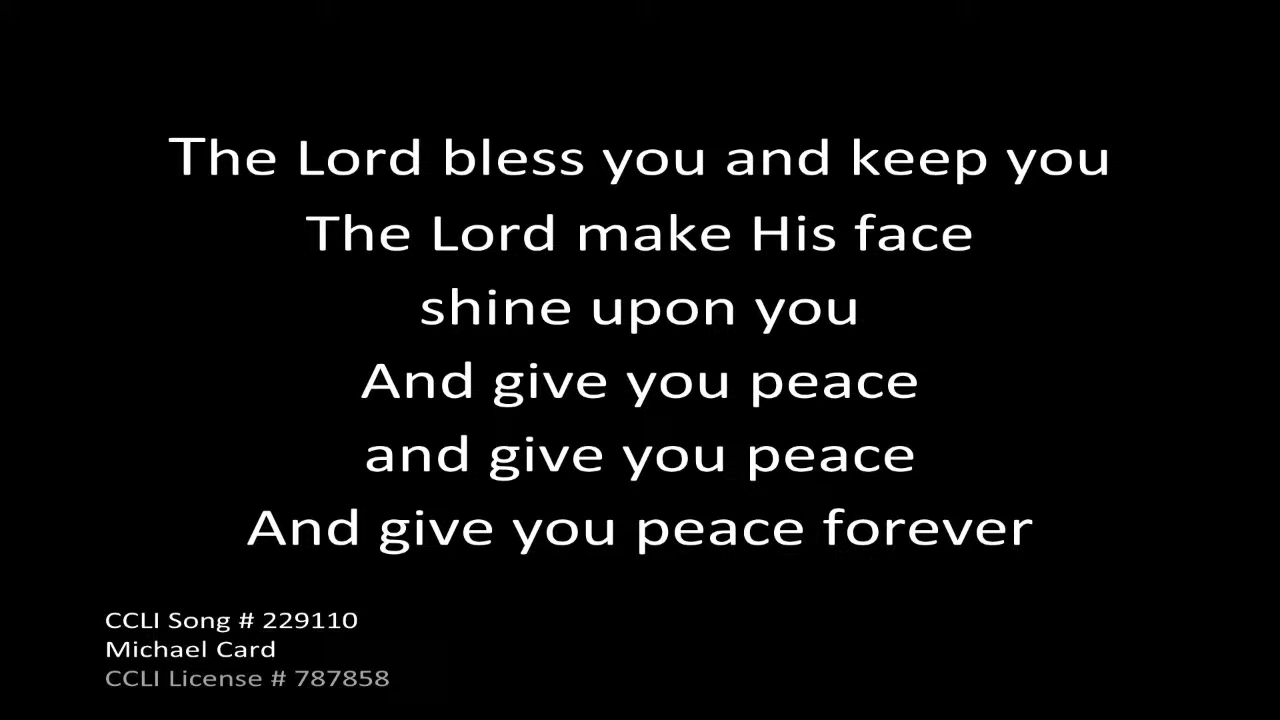 The Lord bless you and keep you
The Lord make His face
shine upon you
And give you peace
and give you peace
And give you peace forever
CCLI Song # 229110
Michael Card
CCLI License # 787858